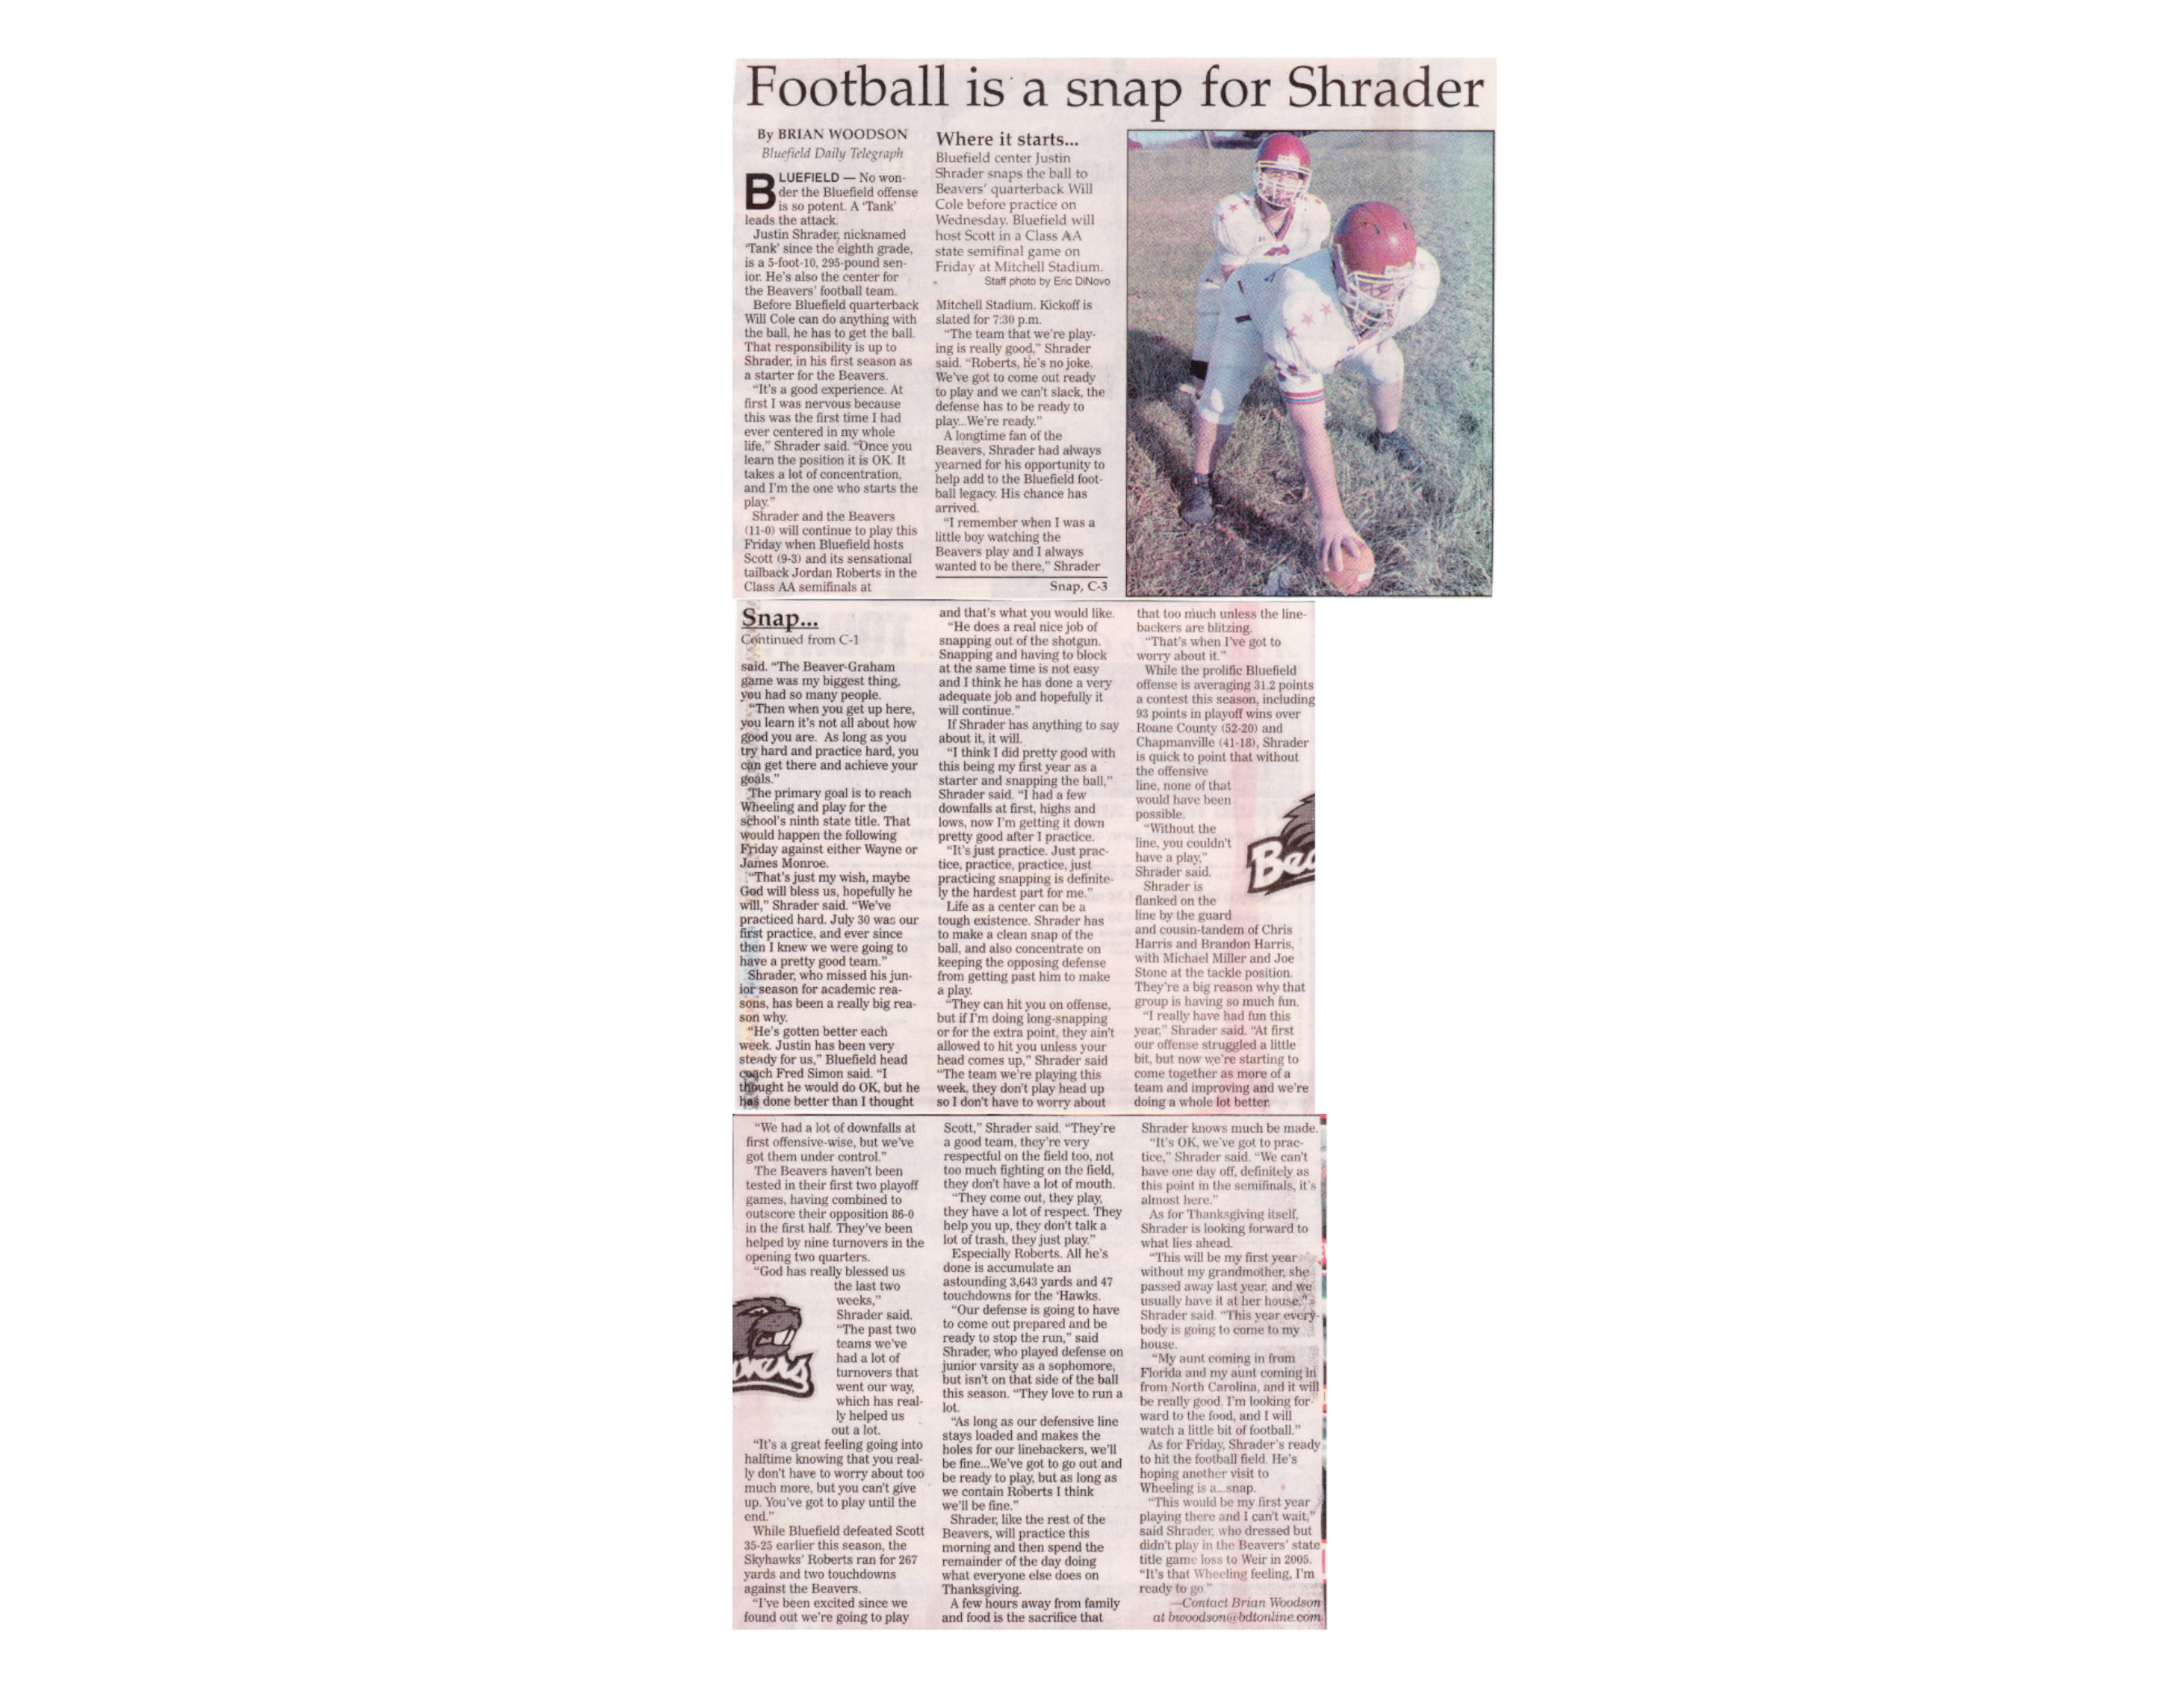 Football is a snap for Shrader
By BRIAN WOODSON
Bluefield Daily Telegraph
BLUEFIELD — No won-
der the Bluefield offense
is so potent. A ‘Tank’
leads the attack.
Justin Shrader, nicknamed
‘Tank’ since the eighth grade,
is a 5-foot-10, 295-pound sen-
ior. He's also the center for
the Beavers' football team.
Before Bluefield quarterback
Will Cole can do anything with
the ball, he has to get the ball.
That responsibility is up to
Shrader, in his first season as
a starter for the Beavers.
“It's a good experience. At
first I was nervous because
this was the first time I had
ever centered in my whole
life,” Shrader said. “Once you
learn the position it is OK. It
takes a lot of concentration,
and I'm the one who starts the
play.”
Shrader and the Beavers
(11-0) will continue to play this
Friday when Bluefield hosts
Scott (9-3) and its sensational
tailback Jordan Roberts in the
Class AA semifinals at
Where it starts...
Bluefield center Justin
Shrader snaps the ball to
Beavers' quarterback Will
Cole before practice on
Wednesday. Bluefield will
host Scott in a Class AA
state semifinal game on
Friday at Mitchell Stadium.
Staff photo by Eric DiNovo
Mitchell Stadium. Kickoff is
slated for 7:30 p.m.
“The team that we're play-
ing is really good,” Shrader
said. “Roberts, he's no joke.
We've got to come out ready
to play and we can't slack, the
defense has to be ready to
play...We're ready.”
A longtime fan of the
Beavers, Shrader had always
yearned for his opportunity to
help add to the Bluefield foot-
ball legacy. His chance has
arrived.
“I remember when I was a
little boy watching the
Beavers play and I always
wanted to be there,” Shrader
Snap, C-3
Snap...
Continued from C-1
said. “The Beaver-Graham
game was my biggest thing,
you had so many people.
“Then when you get up here,
you learn it's not all about how
good you are. As long as you
try hard and practice hard, you
can get there and achieve your
goals.”
The primary goal is to reach
Wheeling and play for the
school's ninth state title. That
would happen the following
Friday against either Wayne or
James Monroe.
“That's just my wish, maybe
God will bless us, hopefully he
will,” Shrader said. “We've
practiced hard. July 30 was our
first practice, and ever since
then I knew we were going to
have a pretty good team.”
Shrader, who missed his jun-
ior season for academic rea-
sons, has been a really big rea-
son why.
“He's gotten better each
week. Justin has been very
steady for us,” Bluefield head
coach Fred Simon said. “I
thought he would do OK, but he
has done better than I thought
and that's what you would like.
“He does a real nice job of
snapping out of the shotgun.
Snapping and having to block
at the same time is not easy
and I think he has done a very
adequate job and hopefully it
will continue.”
If Shrader has anything to say
about it, it will.
“I think I did pretty good with
this being my first year as a
starter and snapping the ball,”
Shrader said. “I had a few
downfalls at first, highs and
lows, now I'm getting it down
pretty good after I practice.
“It's just practice. Just prac-
tice, practice, practice, just
practicing snapping is definite-
ly the hardest part for me.”
Life as a center can be a
tough existence. Shrader has
to make a clean snap of the
ball, and also concentrate on
keeping the opposing defense
from getting past him to make
a play.
“They can hit you on offense,
but if I'm doing long-snapping
or for the extra point, they ain't
allowed to hit you unless your
head comes up,” Shrader said
“The team we're playing this
week, they don't play head up
so I don't have to worry about
that too much unless the line-
backers are blitzing.
“That's when I've got to
worry about it.”
While the prolific Bluefield
offense is averaging 31.2 points
a contest this season, including
93 points in playoff wins over
Roane County (52-20) and
Chapmanville (41-18), Shrader
is quick to point that without
the offensive
line, none of that
would have been
possible.
“Without the
line, you couldn't
have a play,”
Shrader said.
Shrader is
flanked on the
line by the guard
and cousin-tandem of Chris
Harris and Brandon Harris,
with Michael Miller and Joe
Stone at the tackle position.
They're a big reason why that
group is having so much fun.
“I really have had fun this
year,” Shrader said. “At first
our offense struggled a little
bit, but now we're starting to
come together as more of a
team and improving and we're
doing a whole lot better.
Bea
“We had a lot of downfalls at
first offensive-wise, but we've
got them under control.”
The Beavers haven't been
tested in their first two playoff
games, having combined to
outscore their opposition 86-0
in the first half. They've been
helped by nine turnovers in the
opening two quarters.
“God has really blessed us
the last two
weeks,”
Shrader said.
“The past two
teams we've
had a lot of
turnovers that
went our way,
which has real-
ly helped us
out a lot.
“It's a great feeling going into
halftime knowing that you real-
ly don't have to worry about too
much more, but you can't give
up. You've got to play until the
end.”
While Bluefield defeated Scott
35-25 earlier this season, the
Skyhawks' Roberts ran for 267
yards and two touchdowns
against the Beavers.
“I've been excited since we
found out we're going to play
vers
Scott,” Shrader said. “They're
a good team, they're very
respectful on the field too, not
too much fighting on the field,
they don't have a lot of mouth.
“They come out, they play,
they have a lot of respect. They
help you up, they don't talk a
lot of trash, they just play.”
Especially Roberts. All he's
done is accumulate an
astounding 3,643 yards and 47
touchdowns for the ‘Hawks.
“Our defense is going to have
to come out prepared and be
ready to stop the run,” said
Shrader, who played defense on
junior varsity as a sophomore,
but isn't on that side of the ball
this season. “They love to run a
lot.
“As long as our defensive line
stays loaded and makes the
holes for our linebackers, we'll
be fine...We've got to go out and
be ready to play, but as long as
we contain Roberts I think
we'll be fine.”
Shrader, like the rest of the
Beavers, will practice this
morning and then spend the
remainder of the day doing
what everyone else does on
Thanksgiving.
A few hours away from family
and food is the sacrifice that
Shrader knows much be made.
“It's OK, we've got to prac-
tice,” Shrader said. “We can't
have one day off, definitely as
this point in the semifinals, it's
almost here.”
As for Thanksgiving itself,
Shrader is looking forward to
what lies ahead.
“This will be my first year
without my grandmother, she
passed away last year, and we
usually have it at her house,”
Shrader said. “This year every-
body is going to come to my
house.
“My aunt coming in from
Florida and my aunt coming in
from North Carolina, and it will
be really good. I'm looking for-
ward to the food, and I will
watch a little bit of football.”
As for Friday, Shrader's ready
to hit the football field. He's
hoping another visit to
Wheeling is a...snap.
“This would be my first year
playing there and I can't wait,”
said Shrader, who dressed but
didn't play in the Beavers' state
title game loss to Weir in 2005.
“It's that Wheeling feeling, I'm
ready to go.”
—Contact Brian Woodson
at bwoodson@bdtonline.com